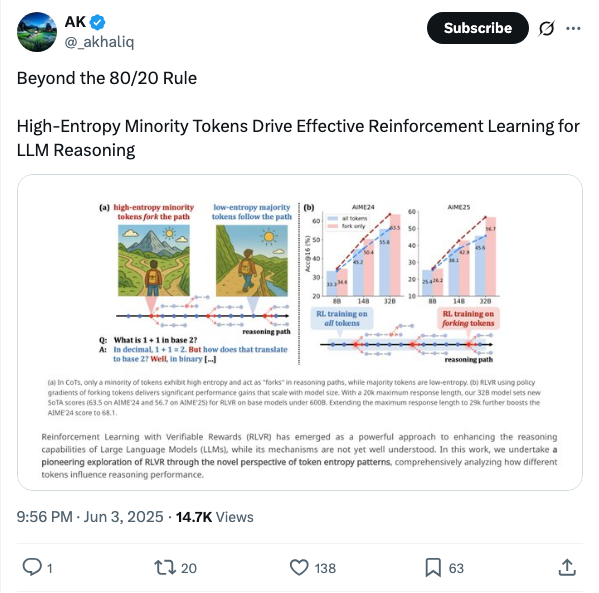 AK
@_akhaliq
Subscribe
Beyond the 80/20 Rule
High-Entropy Minority Tokens Drive Effective Reinforcement Learning for
LLM Reasoning
(a) high-entropy minority
tokens fork the path
low-entropy majority
tokens follow the path
reasoning path
Q: What is 1 + 1 in base 2?
A: In decimal, 1 + 1 = 2. But how does that translate
to base 2? Well, in binary [...]
(b)
AIME24
all tokens
fork only
Acc@16 (%)
60
50
40
30
20
33.3
34.6
45.2
50.4
55.8
63.5
8B
14B
32B
AIME25
60
50
40
30
20
10
25.4
26.2
38.1
42.9
45.6
56.7
8B
14B
32B
RL training on
all tokens
RL training on
forking tokens
reasoning path
(a) In CoTs, only a minority of tokens exhibit high entropy and act as "forks" in reasoning paths, while majority tokens are low-entropy. (b) RLVR using policy
gradients of forking tokens delivers significant performance gains that scale with model size. With a 20k maximum response length, our 32B model sets new
SoTA scores (63.5 on AIME'24 and 56.7 on AIME'25) for RLVR on base models under 600B. Extending the maximum response length to 29k further boosts the
AIME'24 score to 68.1.
Reinforcement Learning with Verifiable Rewards (RLVR) has emerged as a powerful approach to enhancing the reasoning
capabilities of Large Language Models (LLMs), while its mechanisms are not yet well understood. In this work, we undertake a
pioneering exploration of RLVR through the novel perspective of token entropy patterns, comprehensively analyzing how different
tokens influence reasoning performance.
9:56 PM · Jun 3, 2025 · 14.7K Views
1
20
138
63